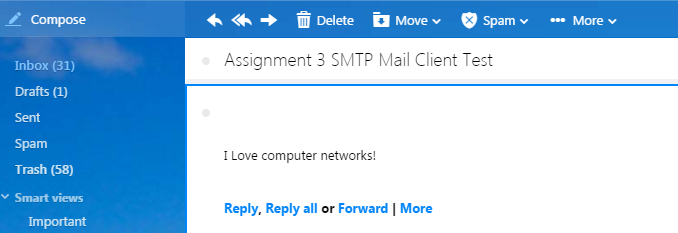 Compose
Delete Move Spam More
Inbox (31)
Drafts (1)
Sent
Spam
Trash (58)
Smart views
Important
Assignment 3 SMTP Mail Client Test
I Love computer networks!
Reply, Reply all or Forward | More